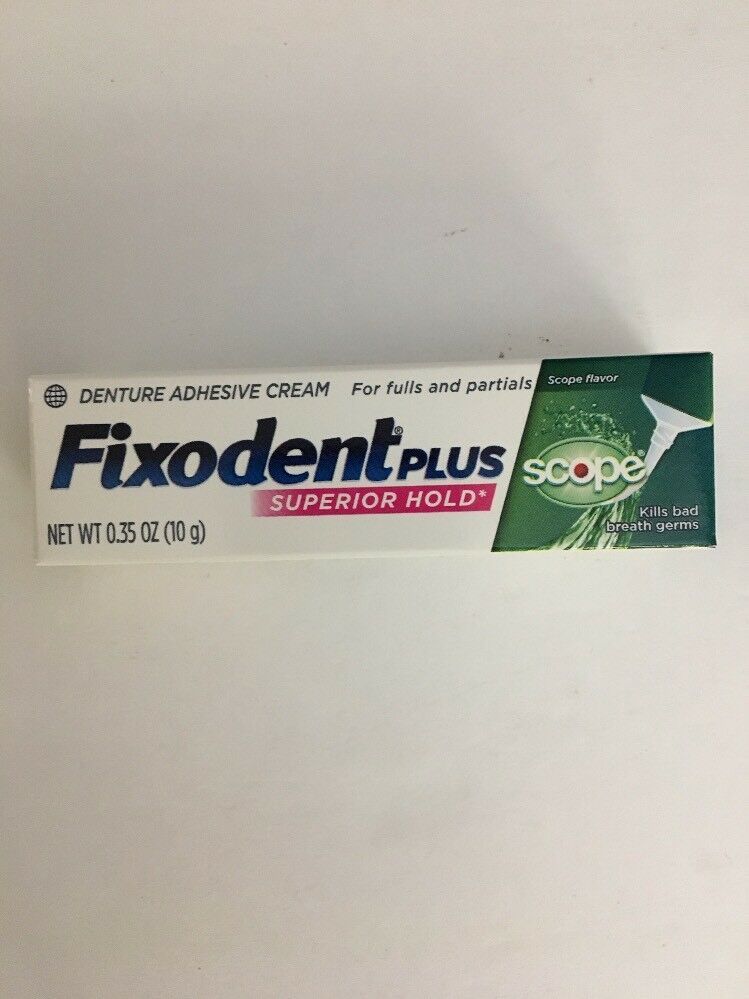 DENTURE ADHESIVE CREAM For fulls and partials
Fixodent® PLUS
SUPERIOR HOLD*
NET WT 0.35 OZ (10 g)
Scope flavor
scope®
Kills bad
breath germs